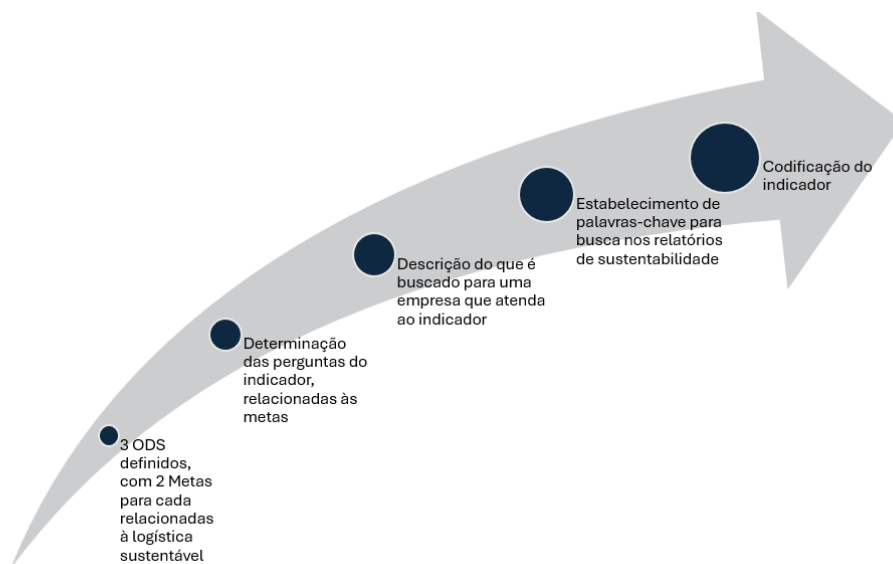 3 ODS
definidos,
com 2 Metas
para cada
relacionadas
à logística
sustentável
Determinação
das perguntas do
indicador,
relacionadas às
metas
Descrição do que é
buscado para uma
empresa que atenda
ao indicador
Estabelecimento de
palavras-chave para
busca nos relatórios
de sustentabilidade
Codificação do
indicador